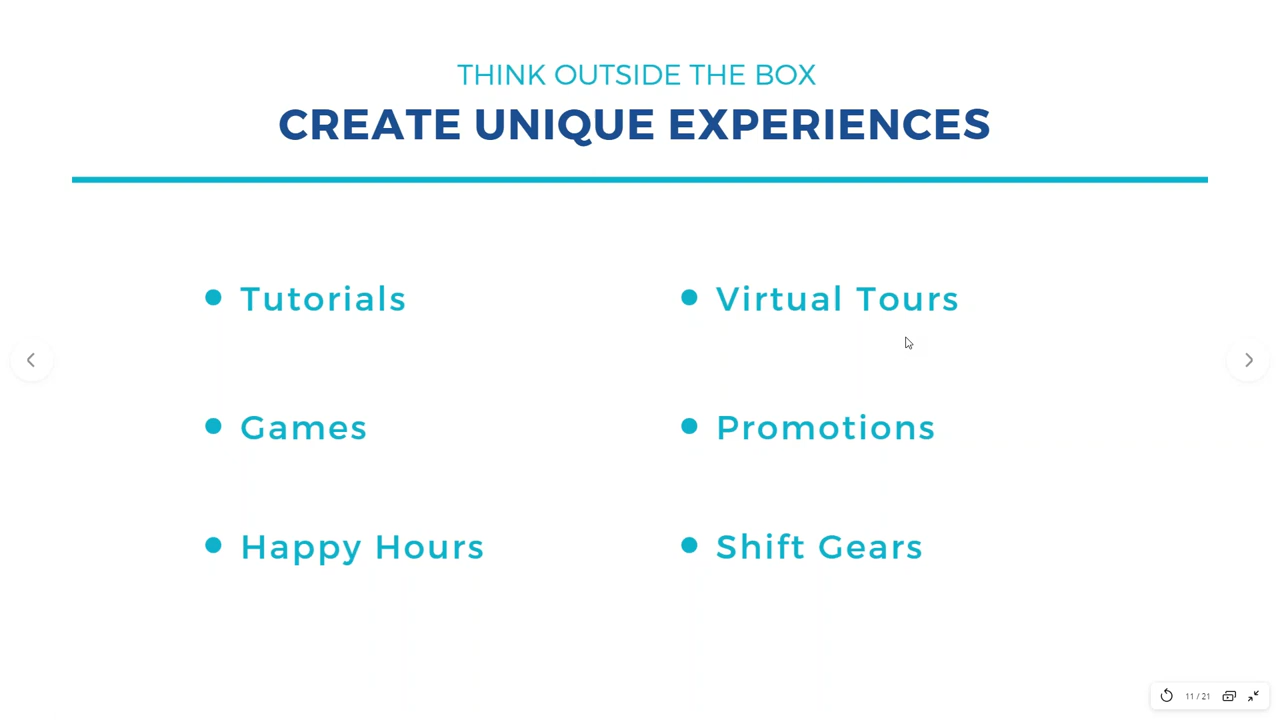 THINK OUTSIDE THE BOX
CREATE UNIQUE EXPERIENCES
Tutorials
Games
Happy Hours
Virtual Tours
Promotions
Shift Gears
11 / 21